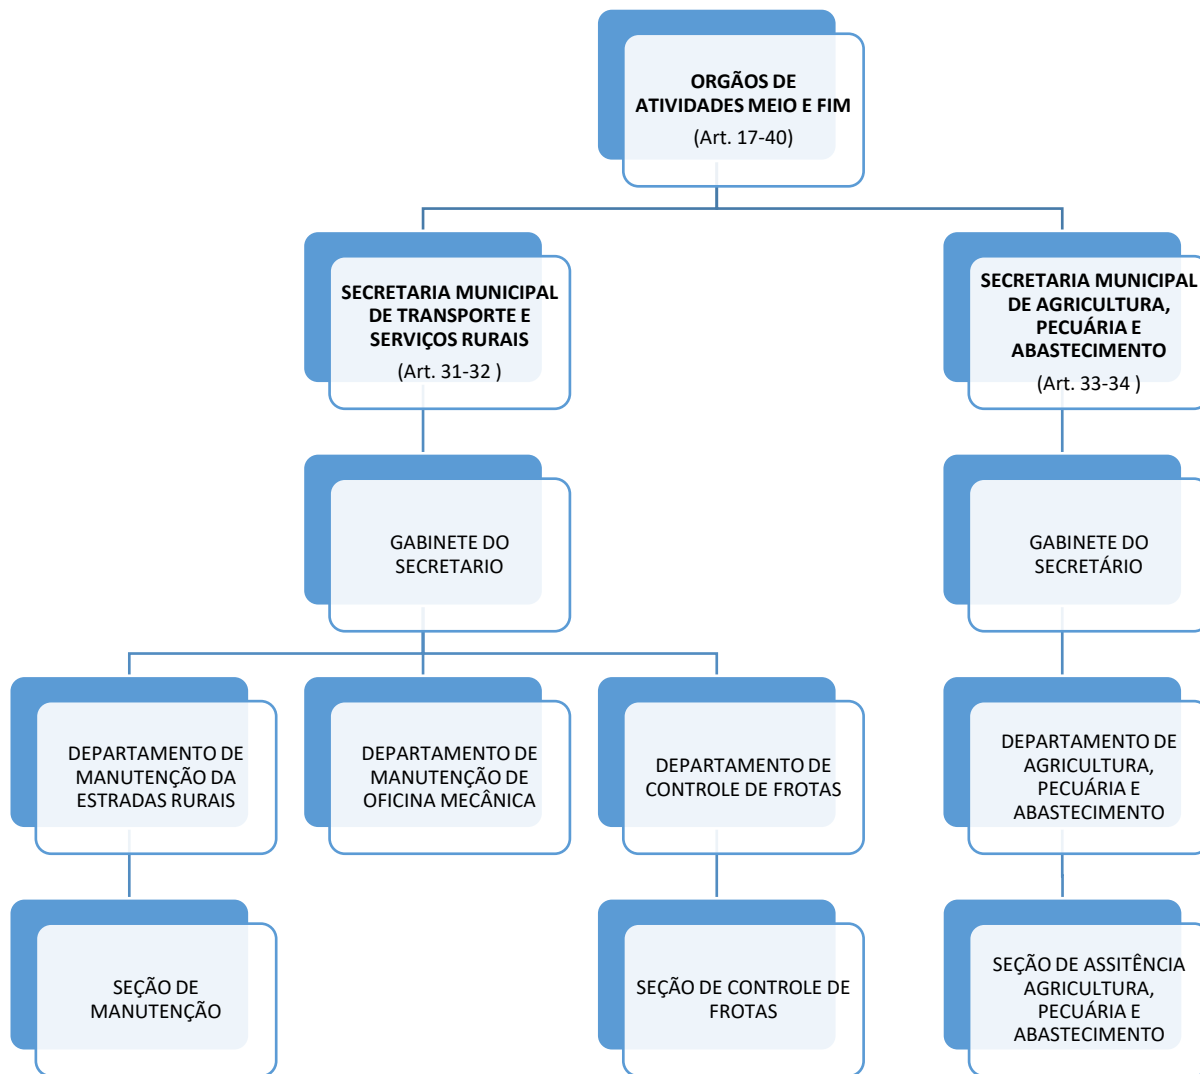 ORGÃOS DE
ATIVIDADES MEIO E FIM
(Art. 17-40)
SECRETARIA MUNICIPAL
DE TRANSPORTE E
SERVIÇOS RURAIS
(Art. 31-32 )
SECRETARIA MUNICIPAL
DE AGRICULTURA,
PECUÁRIA E
ABASTECIMENTO
(Art. 33-34 )
GABINETE DO
SECRETARIO
GABINETE DO
SECRETÁRIO
DEPARTAMENTO DE
MANUTENÇÃO DA
ESTRADAS RURAIS
DEPARTAMENTO DE
MANUTENÇÃO DE
OFICINA MECÂNICA
DEPARTAMENTO DE
CONTROLE DE FROTAS
DEPARTAMENTO DE
AGRICULTURA,
PECUÁRIA E
ABASTECIMENTO
SEÇÃO DE
MANUTENÇÃO
SEÇÃO DE CONTROLE DE
FROTAS
SEÇÃO DE ASSITÊNCIA
AGRICULTURA,
PECUÁRIA E
ABASTECIMENTO